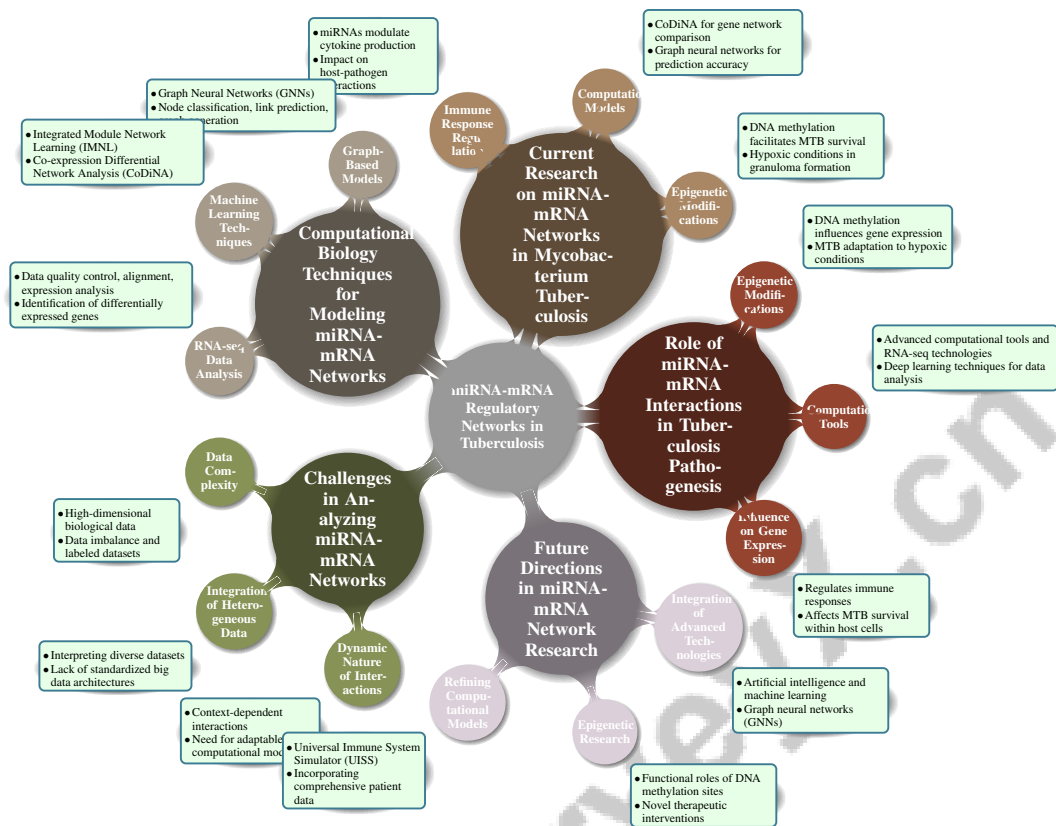 miRNAs modulate
cytokine production
Impact on
host-pathogen
interactions
CoDiNA for gene network
comparison
Graph neural networks for
prediction accuracy
Graph Neural Networks (GNNs)
Node classification, link prediction,
Integrated Module Network
Learning (IMNL)
Co-expression Differential
Network Analysis (CoDiNA)
DNA methylation
facilitates MTB survival
Hypoxic conditions in
granuloma formation
Immune
Response
Regu-
lation
Models
Epigenetic
Modifi-
cations
Graph-
Based
Models
Machine
Learning
Tech-
niques
RNA-seq
Data
Analysis
Current
Research
on miRNA-
mRNA
Networks
in Mycobac-
terium
Tuber-
culosis
Computational
Biology
Techniques
for
Modeling
miRNA-
mRNA
Networks
Data quality control, alignment,
expression analysis
Identification of differentially
expressed genes
DNA methylation
influences gene expression
MTB adaptation to hypoxic
conditions
Epigenetic
Modifi-
cations
Role of
miRNA-
mRNA
Interactions
in Tuber-
culosis
Patho-
genesis
Advanced computational tools and
RNA-seq technologies
Deep learning techniques for data
analysis
Tools
Influence
on Gene
Expres-
sion
miRNA-mRNA
Regulatory
Networks in
Tuberculosis
Data
Com-
plexity
Challenges
in An-
alyzing
miRNA-
mRNA
Networks
High-dimensional
biological data
Data imbalance and
labeled datasets
Integration
of Hetero-
geneous Data
Dynamic
Nature
of Inter-
actions
Interpreting diverse datasets
Lack of standardized big
data architectures
Context-dependent
interactions
Need for adaptable
computational
Universal Immune System
Simulator (UISS)
Incorporating
comprehensive patient
data
Future
Directions
in miRNA-
mRNA
Network
Research
Integration
of
Advanced
Tech-
nologies
Refining
Compu-
tational
Models
Epigenetic
Research
Regulates immune
responses
Affects MTB survival
within host cells
Artificial intelligence and
machine learning
Graph neural networks
(GNNs)
Functional roles of DNA
methylation sites
Novel therapeutic
interventions